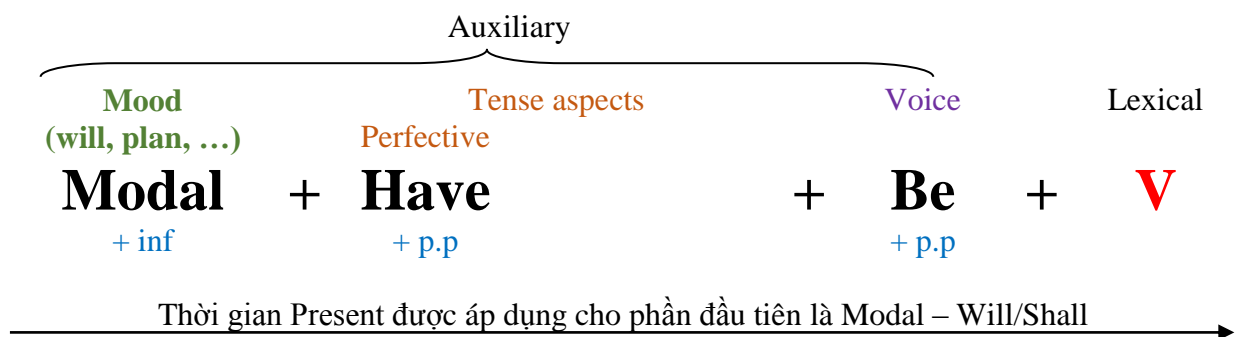 Auxiliary
Mood Tense aspects Voice Lexical
(will, plan, …) Perfective
Modal + Have + Be + V
+ inf + p.p + p.p
Thời gian Present được áp dụng cho phần đầu tiên là Modal – Will/Shall